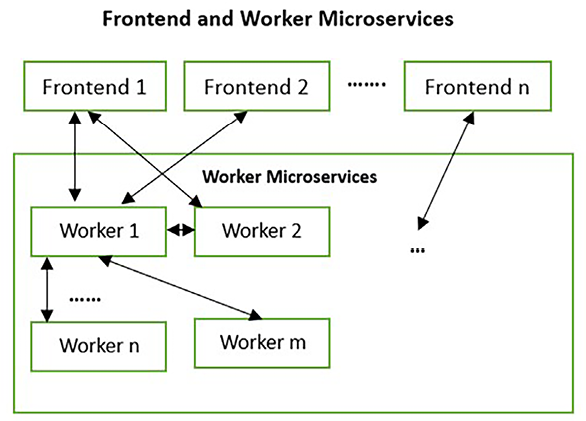 Frontend and Worker Microservices
Frontend 1
Frontend 2
.......
Frontend n
Worker Microservices
Worker 1
Worker 2
...
......
Worker n
Worker m